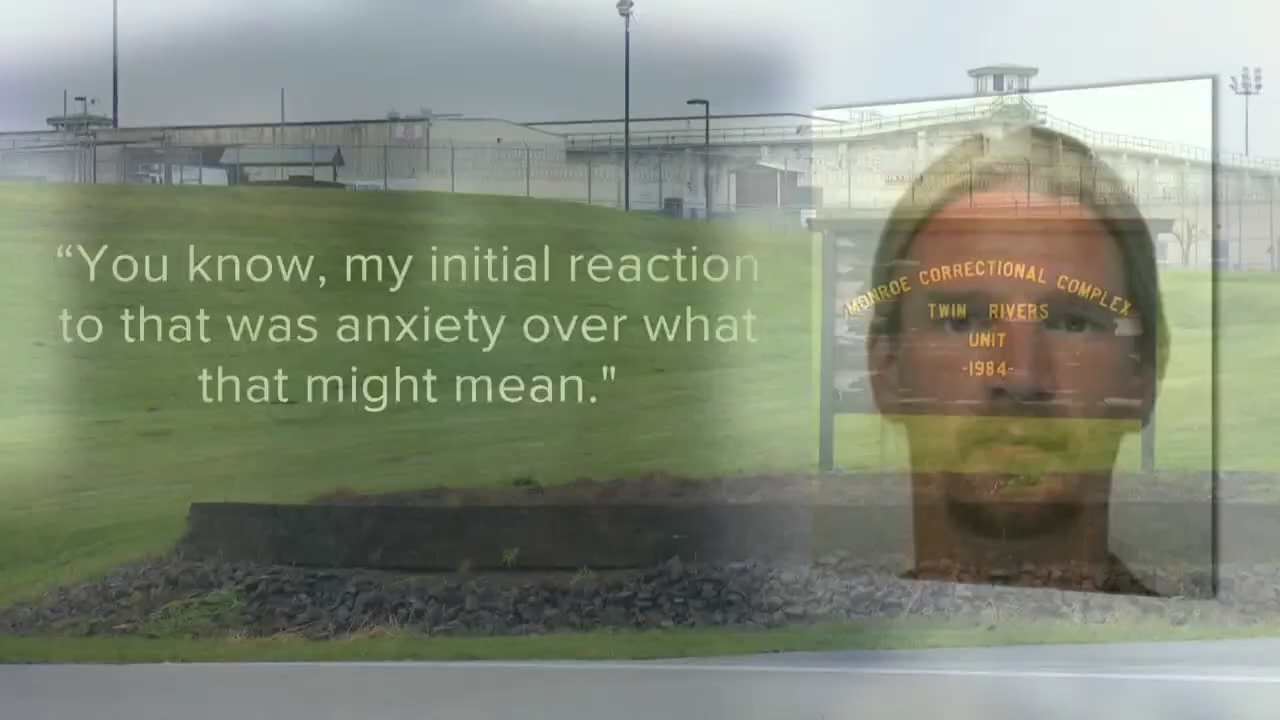 “You know, my initial reaction
to that was anxiety over what
that might mean."
MONROE CORRECTIONAL COMPLEX
TWIN RIVERS
UNIT
-1984-